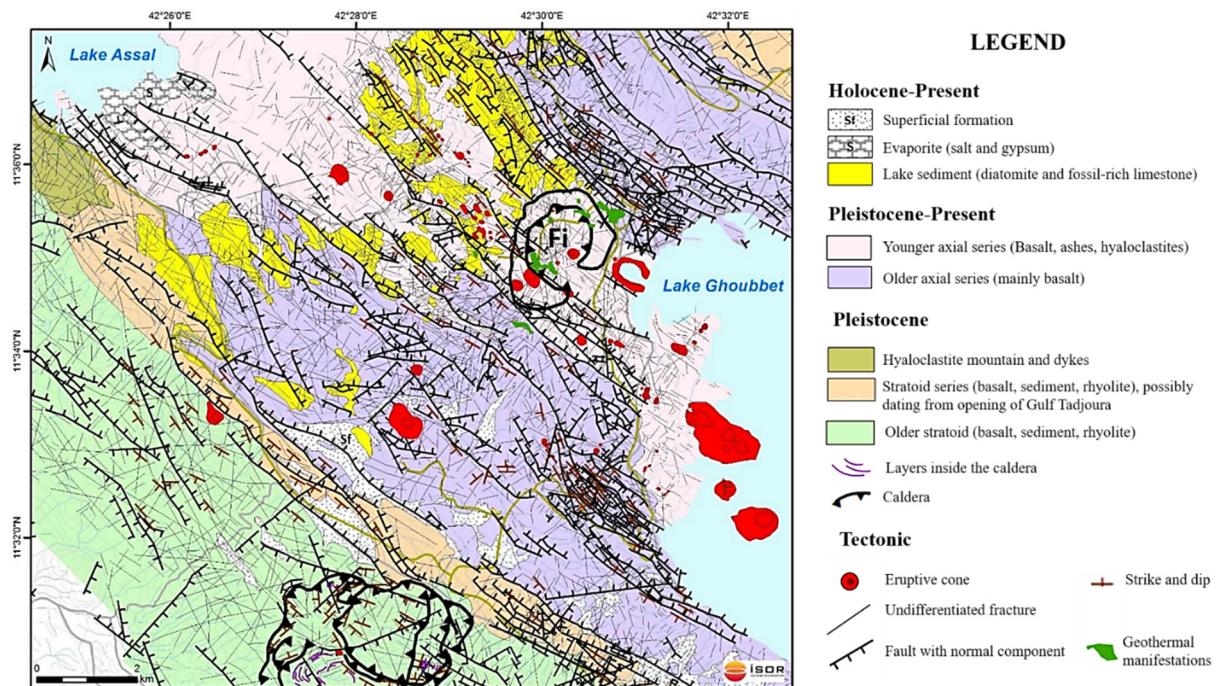 42°26'0"E
42°28'0"E
42°30'0"E
42°32'0"E
N
Lake Assal
S
11°36'0"N
Fi
Lake Ghoubbet
11°34'0"N
Sf
11°32'0"N
0
2
km
ÍSOR
LEGEND
Holocene-Present
Sf
Superficial formation
S
Evaporite (salt and gypsum)
Lake sediment (diatomite and fossil-rich limestone)
Pleistocene-Present
Younger axial series (Basalt, ashes, hyaloclastites)
Older axial series (mainly basalt)
Pleistocene
Hyaloclastite mountain and dykes
Stratoid series (basalt, sediment, rhyolite), possibly
dating from opening of Gulf Tadjoura
Older stratoid (basalt, sediment, rhyolite)
Layers inside the caldera
Caldera
Tectonic
Eruptive cone
Strike and dip
Undifferentiated fracture
Fault with normal component
Geothermal
manifestations